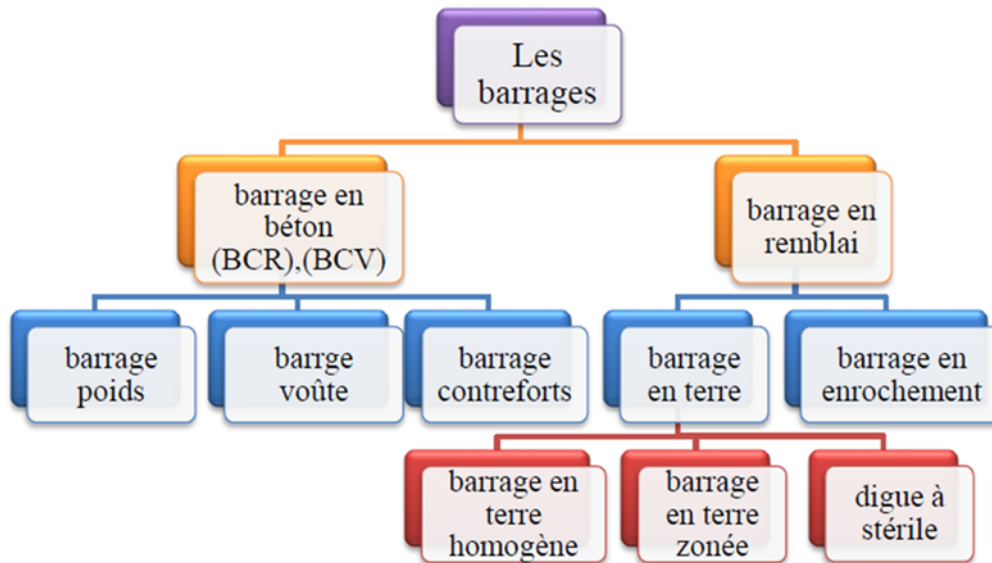 Les
barrages
barrage en
béton
(BCR),(BCV)
barrage en
remblai
barrage
poids
barrge
voûte
barrage
contreforts
barrage
en terre
barrage en
enrochement
barrage en
terre
homogène
barrage
en terre
zonée
digue à
stérile